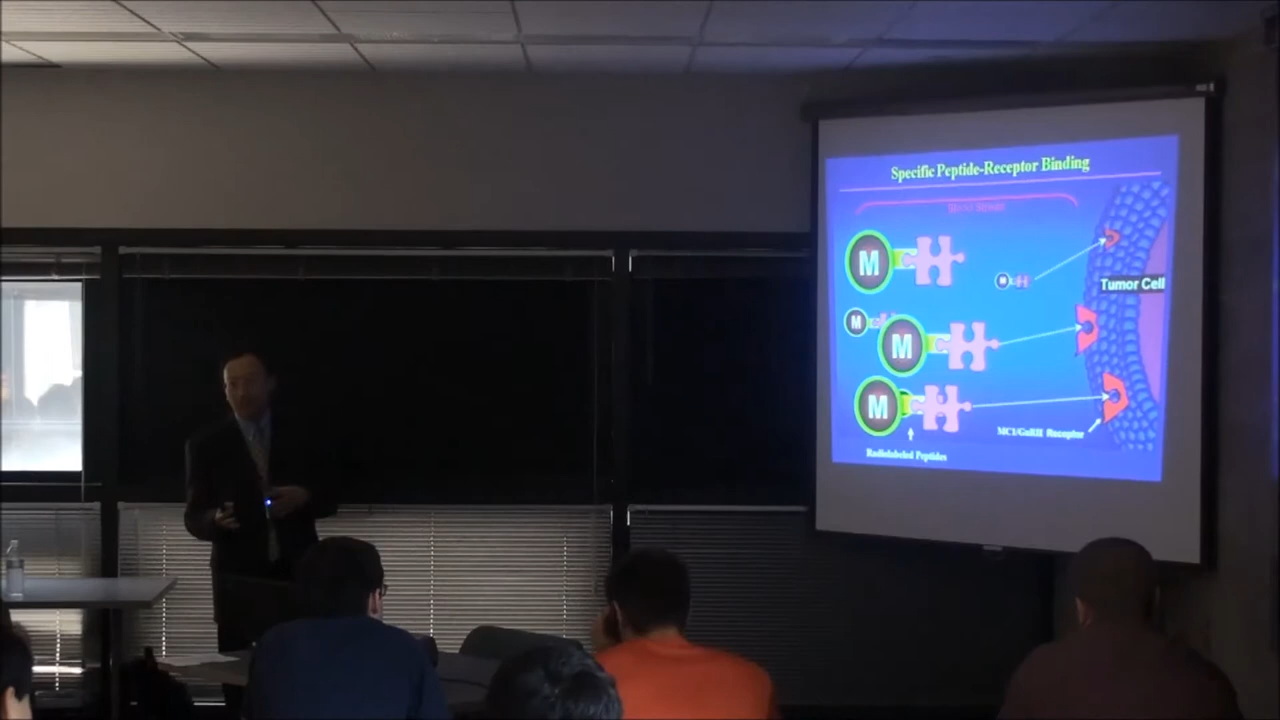 Specific Peptide-Receptor Binding
M
M
Tumor Cell
M
M
M
MC1/GnRH Receptor
Radiolabeled Peptides